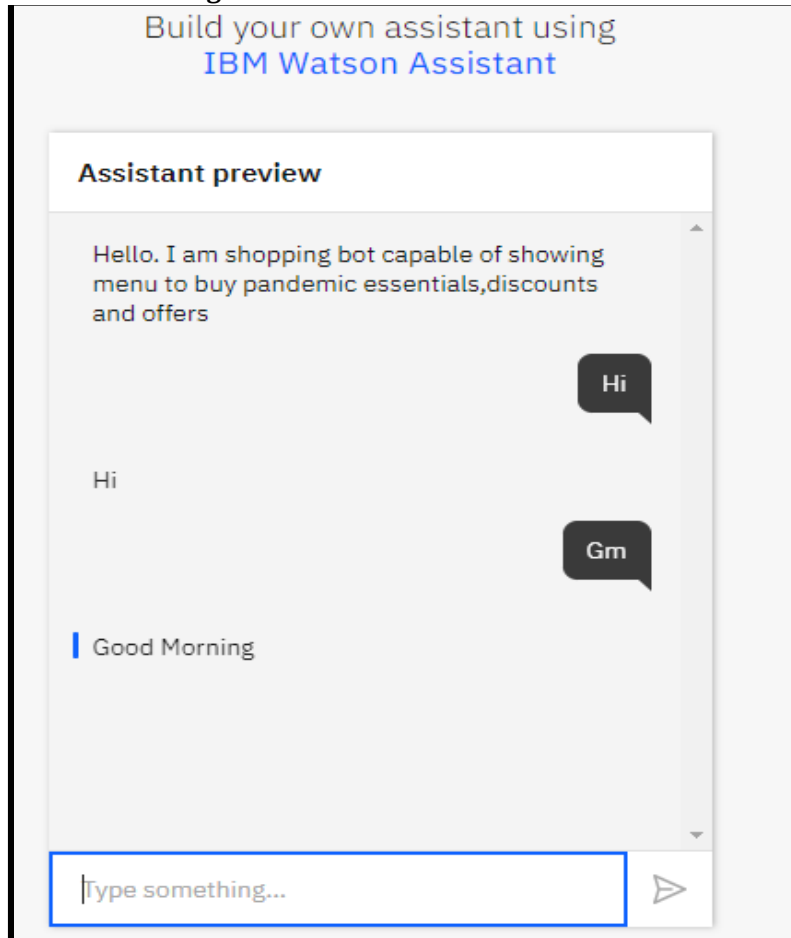 Build your own assistant using
IBM Watson Assistant
Assistant preview
Hello. I am shopping bot capable of showing
menu to buy pandemic essentials,discounts
and offers
Hi
Hi
Gm
Good Morning
Type something...